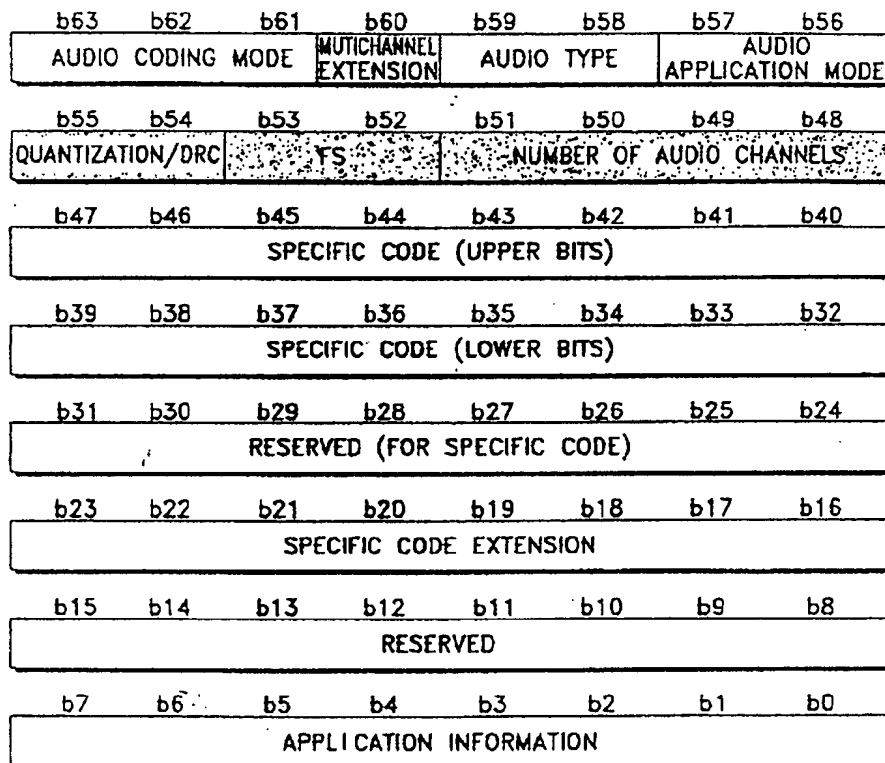 b63 b62 b61 b60 b59 b58 b57 b56
AUDIO CODING MODE MUTICHANNEL EXTENSION AUDIO TYPE AUDIO APPLICATION MODE
b55 b54 b53 b52 b51 b50 b49 b48
QUANTIZATION/DRC FS NUMBER OF AUDIO CHANNELS
b47 b46 b45 b44 b43 b42 b41 b40
SPECIFIC CODE (UPPER BITS)
b39 b38 b37 b36 b35 b34 b33 b32
SPECIFIC CODE (LOWER BITS)
b31 b30 b29 b28 b27 b26 b25 b24
RESERVED (FOR SPECIFIC CODE)
b23 b22 b21 b20 b19 b18 b17 b16
SPECIFIC CODE EXTENSION
b15 b14 b13 b12 b11 b10 b9 b8
RESERVED
b7 b6 b5 b4 b3 b2 b1 b0
APPLICATION INFORMATION